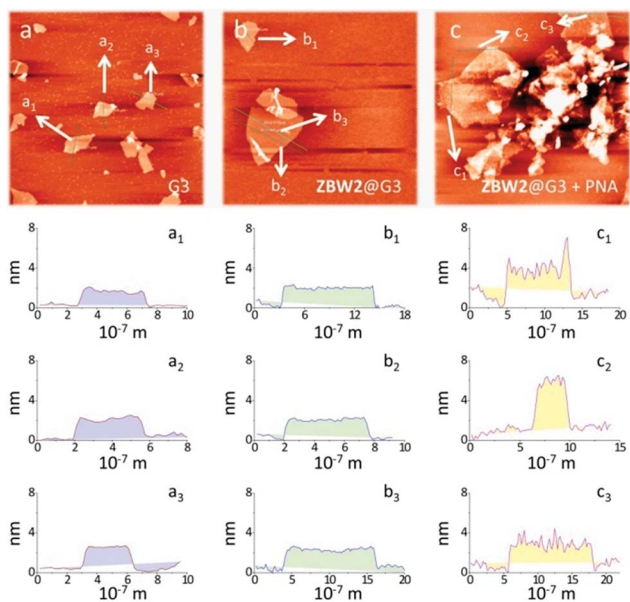 a
a₁
a₂
a₃
G3
b
b₁
b₃
b₂
ZBW2@G3
c
c₂
c₃
c₁
ZBW2@G3 + PNA
a₁
nm
8
4
0
0 2 4 6 8 10
10⁻⁷ m
b₁
8
4
0
6 12 18
10⁻⁷ m
c₁
nm
8
4
0
0 5 10 15 20
10⁻⁷ m
a₂
nm
8
4
0
0 2 4 6 8
10⁻⁷ m
b₂
nm
8
4
0
0 2 4 6 8 10
10⁻⁷ m
c₂
nm
8
4
0
0 5 10 15
10⁻⁷ m
a₃
nm
8
4
0
0 2 4 6 8 10
10⁻⁷ m
b₃
nm
8
4
0
0 5 10 15 20
10⁻⁷ m
c₃
nm
8
4
0
0 5 10 15 20
10⁻⁷ m